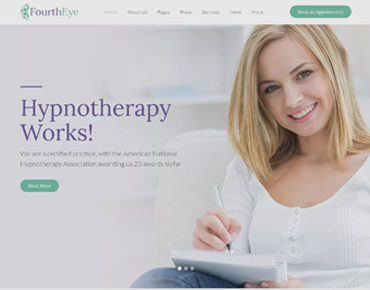 FourthEye
Home About Us Pages Prices Services News More
Book an Appointment
Hypnotherapy
Works!
We are a certified practice, with the American National
Hypnotherapy Association awarding us 23 awards so far
Read More